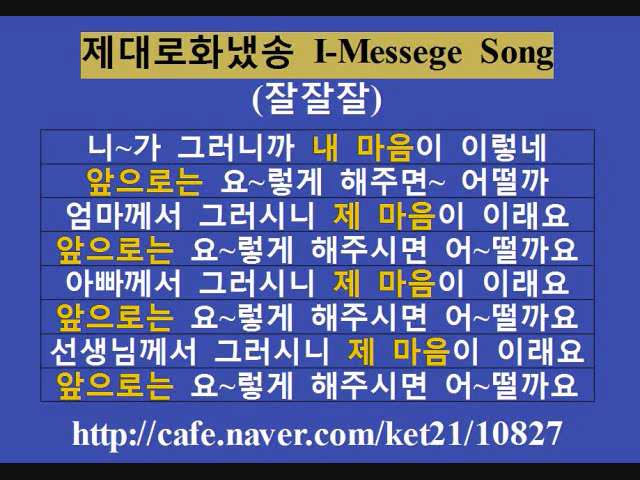 제대로화냈송 I-Messege Song
(잘잘잘)
니~가 그러니까 내 마음이 이렇네
앞으로는 요~렇게 해주면~ 어떨까
엄마께서 그러시니 제 마음이 이래요
앞으로는 요~렇게 해주시면 어~떨까요
아빠께서 그러시니 제 마음이 이래요
앞으로는 요~렇게 해주시면 어~떨까요
선생님께서 그러시니 제 마음이 이래요
앞으로는 요~렇게 해주시면 어~떨까요
http://cafe.naver.com/ket21/10827